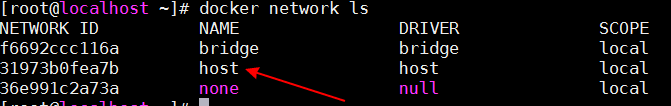 [root@localhost ~]# docker network ls
NETWORK ID NAME DRIVER SCOPE
f6692ccc116a bridge bridge local
31973b0fea7b host host local
36e991c2a73a none null local
[root@localhost ~]#